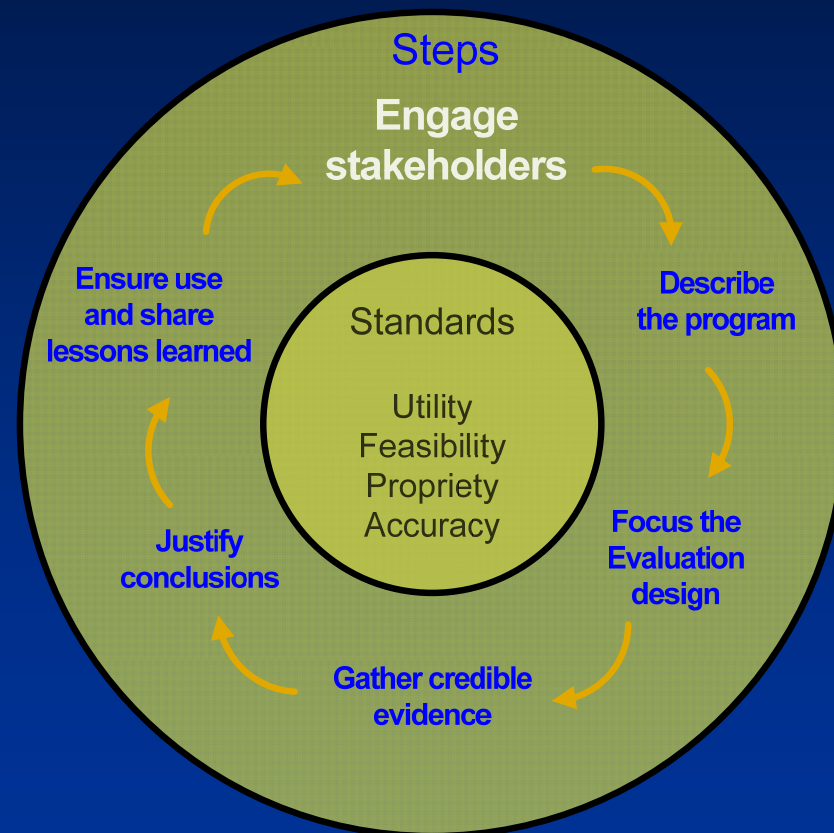 Steps
Engage
stakeholders
Describe
the program
Focus the
Evaluation
design
Gather credible
evidence
Justify
conclusions
Ensure use
and share
lessons learned
Standards
Utility
Feasibility
Propriety
Accuracy